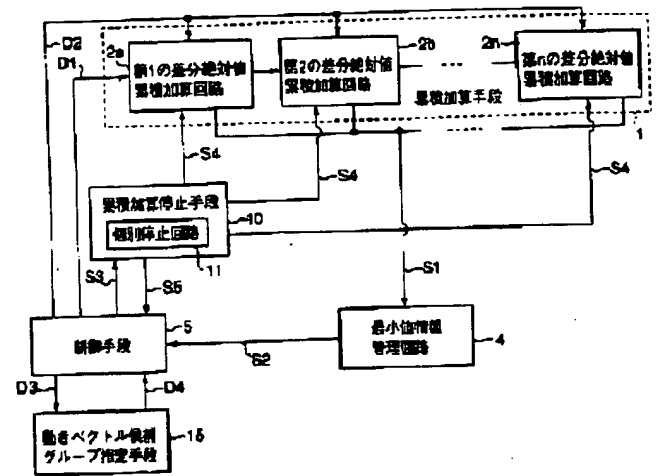 D2
D1
2a
2b
2n
第1の差分絶対値
累積加算回路
第2の差分絶対値
累積加算回路
第nの差分絶対値
累積加算回路
累積加算手段
1
S4
S4
S4
累積加算停止手段
個別停止回路
10
11
S3
S5
S1
5
制御手段
S2
最小値情報
管理回路
4
D3
D4
動きベクトル候補
グループ指定手段
15